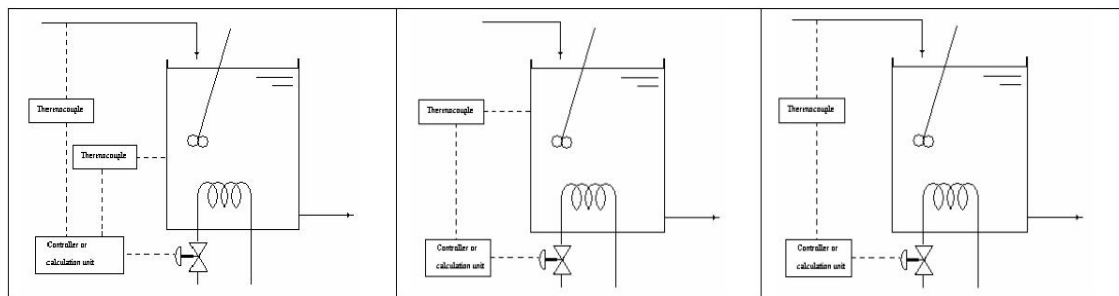 Thermocouple
Thermocouple
Controller or
calculation unit
Thermocouple
Controller or
calculation unit
Thermocouple
Controller or
calculation unit